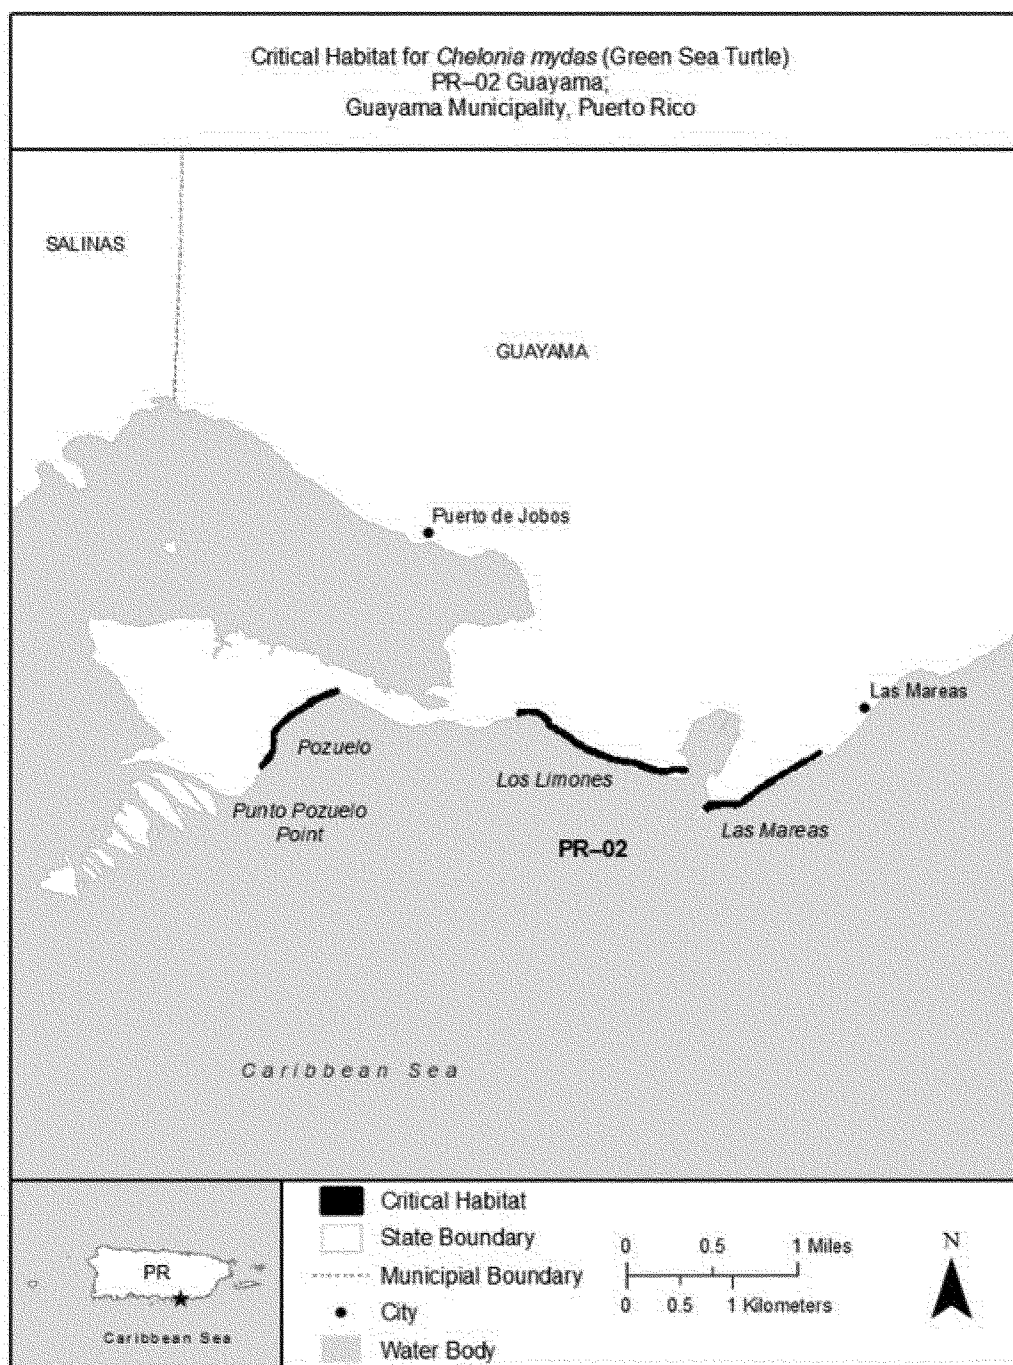 Critical Habitat for Chelonia mydas (Green Sea Turtle)
PR–02 Guayama;
Guayama Municipality, Puerto Rico
SALINAS
GUAYAMA
Puerto de Jobos
Las Mareas
Pozuelo
Los Limones
Punto Pozuelo
Point
Las Mareas
PR–02
Caribbean Sea
PR
Caribbean Sea
Critical Habitat
State Boundary
Municipial Boundary
City
Water Body
0 0.5 1 Miles
0 0.5 1 Kilometers
N